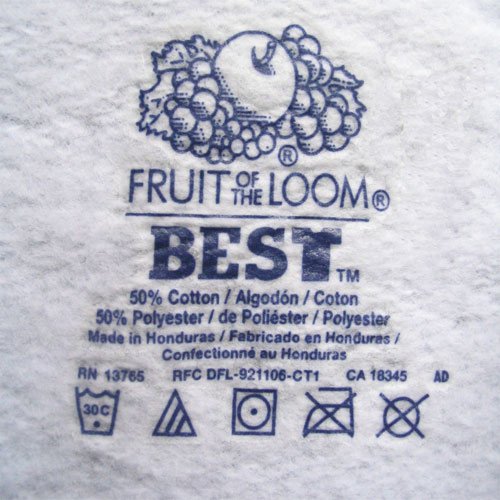 ®
FRUIT OF THE LOOM®
BEST™
50% Cotton / Algodón / Coton
50% Polyester / de Poliéster / Polyester
Made in Honduras / Fabricado en Honduras /
Confectionné au Honduras
RN 13765 RFC DFL-921106-CT1 CA 18345 AD
30C